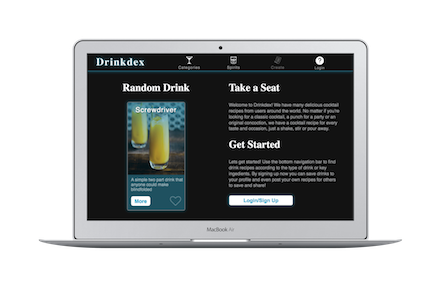 Drinkdex
Categories
Spirits
Create
Login
Random Drink
Screwdriver
A simple two part drink that
anyone could make
blindfolded
More
Take a Seat
Welcome to Drinkdex! We have many delicious cocktail
recipes from users around the world. No matter if you're
looking for a classic cocktail, a punch for a party or an
original concoction, we have a cocktail recipe for every
taste and occasion, just a shake, stir or pour away.
Get Started
Lets get started! Use the bottom navigation bar to find
drink recipes according to the type of drink or key
ingredients. By signing up now you can save drinks to
your profile and even post your own recipes for others
to save and share!
Login/Sign Up
MacBook Air